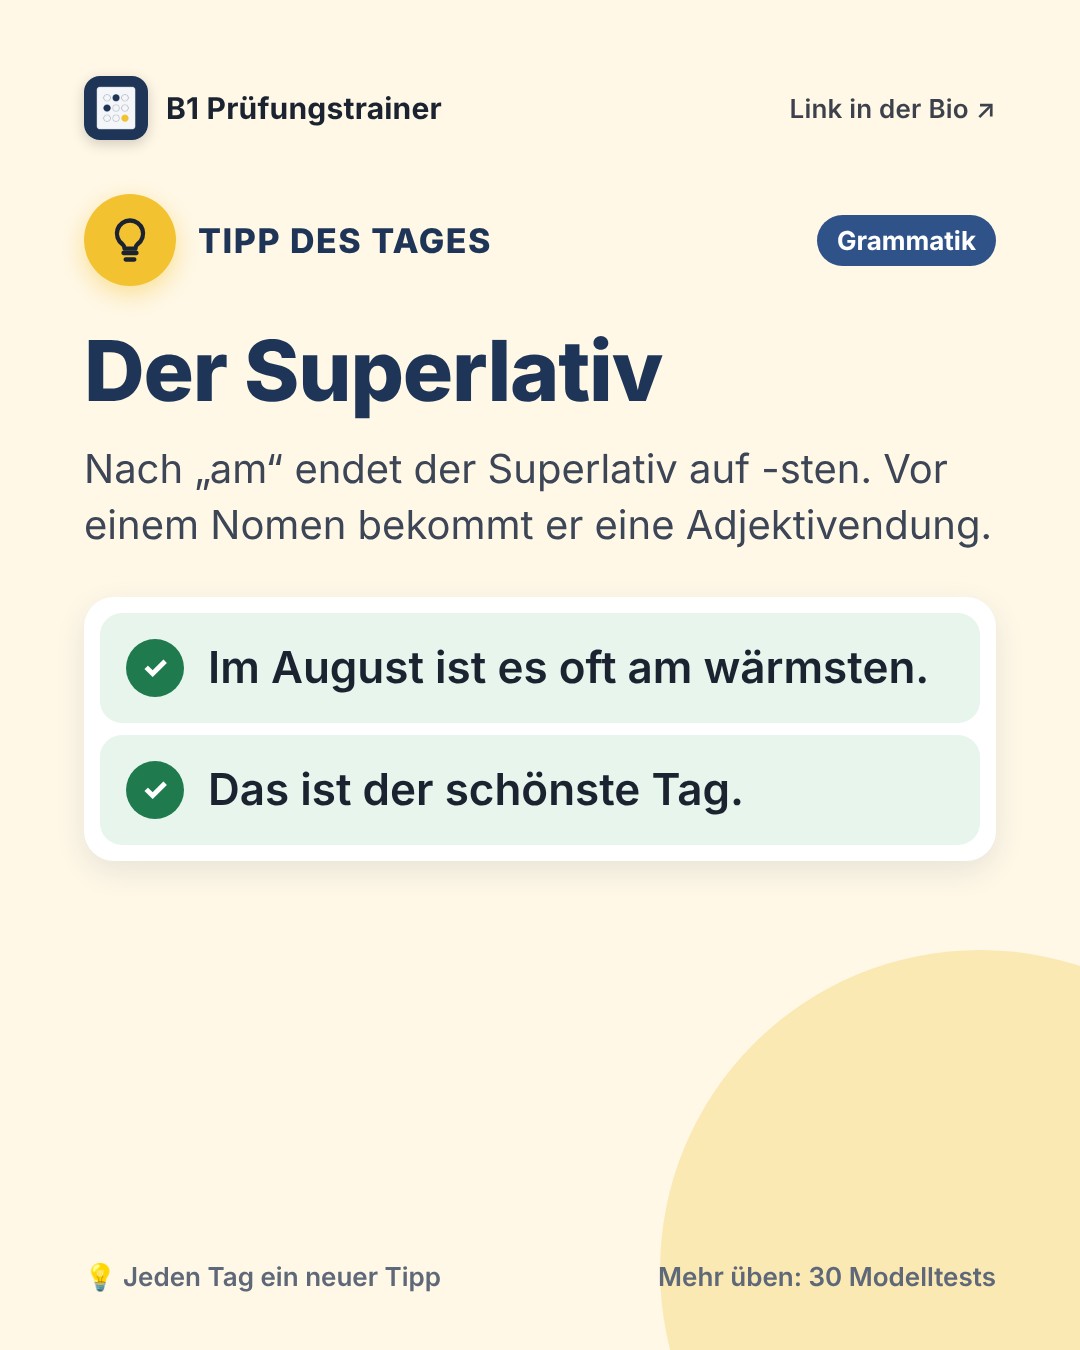 B1 Prüfungstrainer
Link in der Bio ↗
TIPP DES TAGES
Grammatik
Der Superlativ
Nach „am“ endet der Superlativ auf -sten. Vor
einem Nomen bekommt er eine Adjektivendung.
Im August ist es oft am wärmsten.
Das ist der schönste Tag.
💡 Jeden Tag ein neuer Tipp
Mehr üben: 30 Modelltests